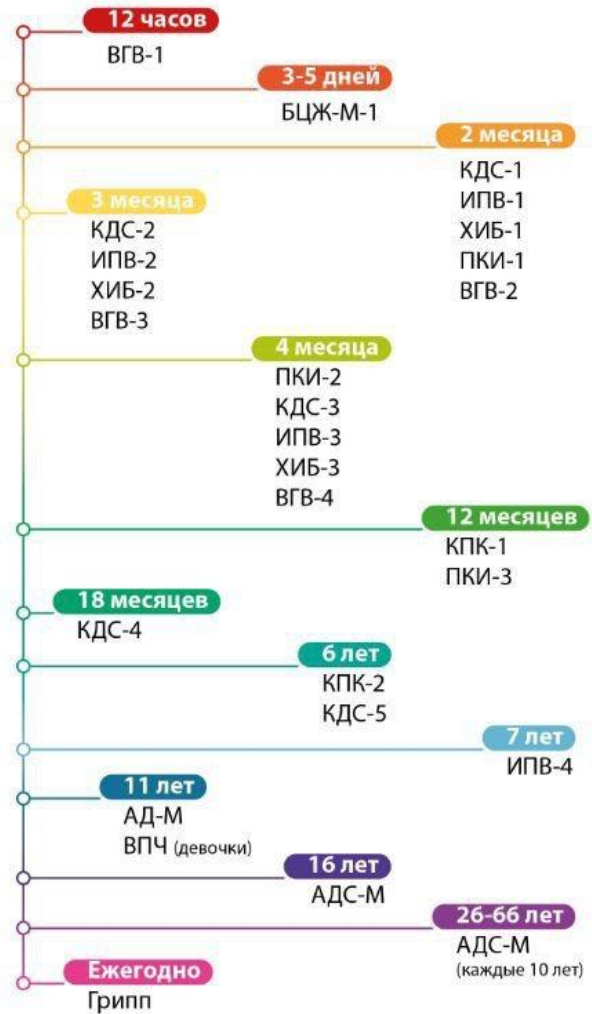 12 часов
ВГВ-1
3-5 дней
БЦЖ-М-1
2 месяца
КДС-1
ИПВ-1
ХИБ-1
ПКИ-1
ВГВ-2
3 месяца
КДС-2
ИПВ-2
ХИБ-2
ВГВ-3
4 месяца
ПКИ-2
КДС-3
ИПВ-3
ХИБ-3
ВГВ-4
12 месяцев
КПК-1
ПКИ-3
18 месяцев
КДС-4
6 лет
КПК-2
КДС-5
7 лет
ИПВ-4
11 лет
АД-М
ВПЧ (девочки)
16 лет
АДС-М
26-66 лет
АДС-М
(каждые 10 лет)
Ежегодно
Грипп